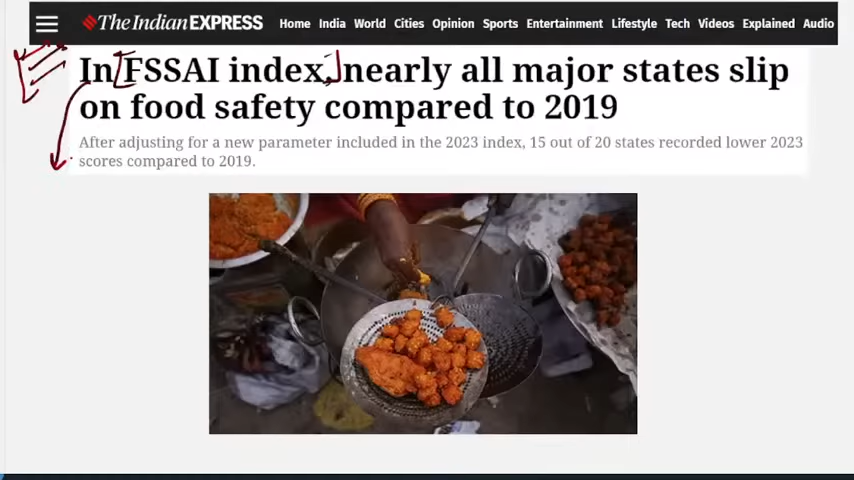 The Indian EXPRESS Home India World Cities Opinion Sports Entertainment Lifestyle Tech Videos Explained Audio
In FSSAI index, nearly all major states slip
on food safety compared to 2019
After adjusting for a new parameter included in the 2023 index, 15 out of 20 states recorded lower 2023
scores compared to 2019.